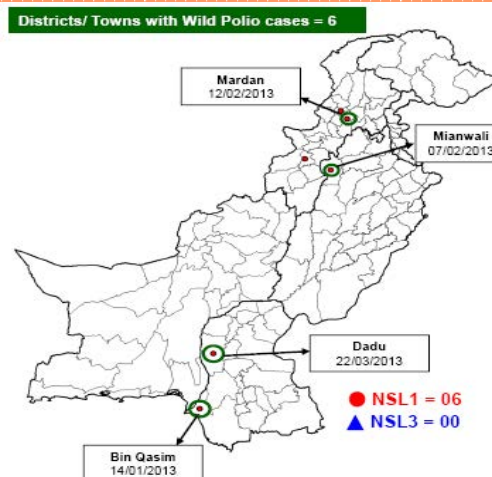 Districts/ Towns with Wild Polio cases = 6
Mardan
12/02/2013
Mianwali
07/02/2013
Dadu
22/03/2013
NSL1 = 06
NSL3 = 00
Bin Qasim
14/01/2013